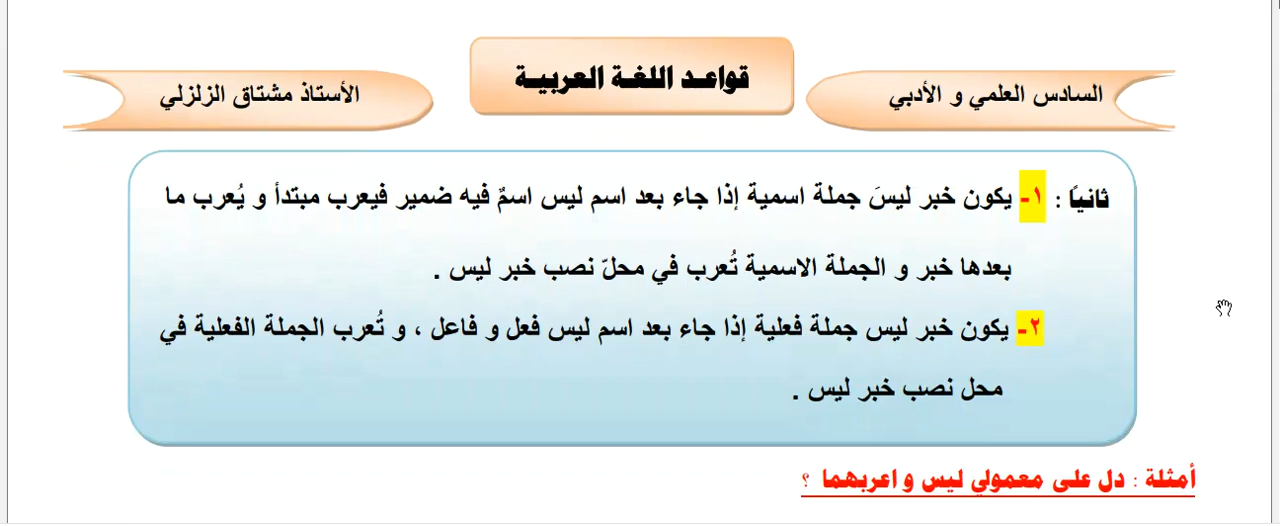 السادس العلمي و الأدبي
قواعد اللغة العربية
الأستاذ مشتاق الزلزلي
ثانيًا : ١- يكون خبر ليسَ جملة اسمية إذا جاء بعد اسم ليس اسمٌ فيه ضمير فيعرب مبتدأ و يُعرب ما
بعدها خبر و الجملة الاسمية تُعرب في محلّ نصب خبر ليس .
٢- يكون خبر ليس جملة فعلية إذا جاء بعد اسم ليس فعل و فاعل ، و تُعرب الجملة الفعلية في
محل نصب خبر ليس .
أمثلة : دل على معمولي ليس و اعربهما ؟